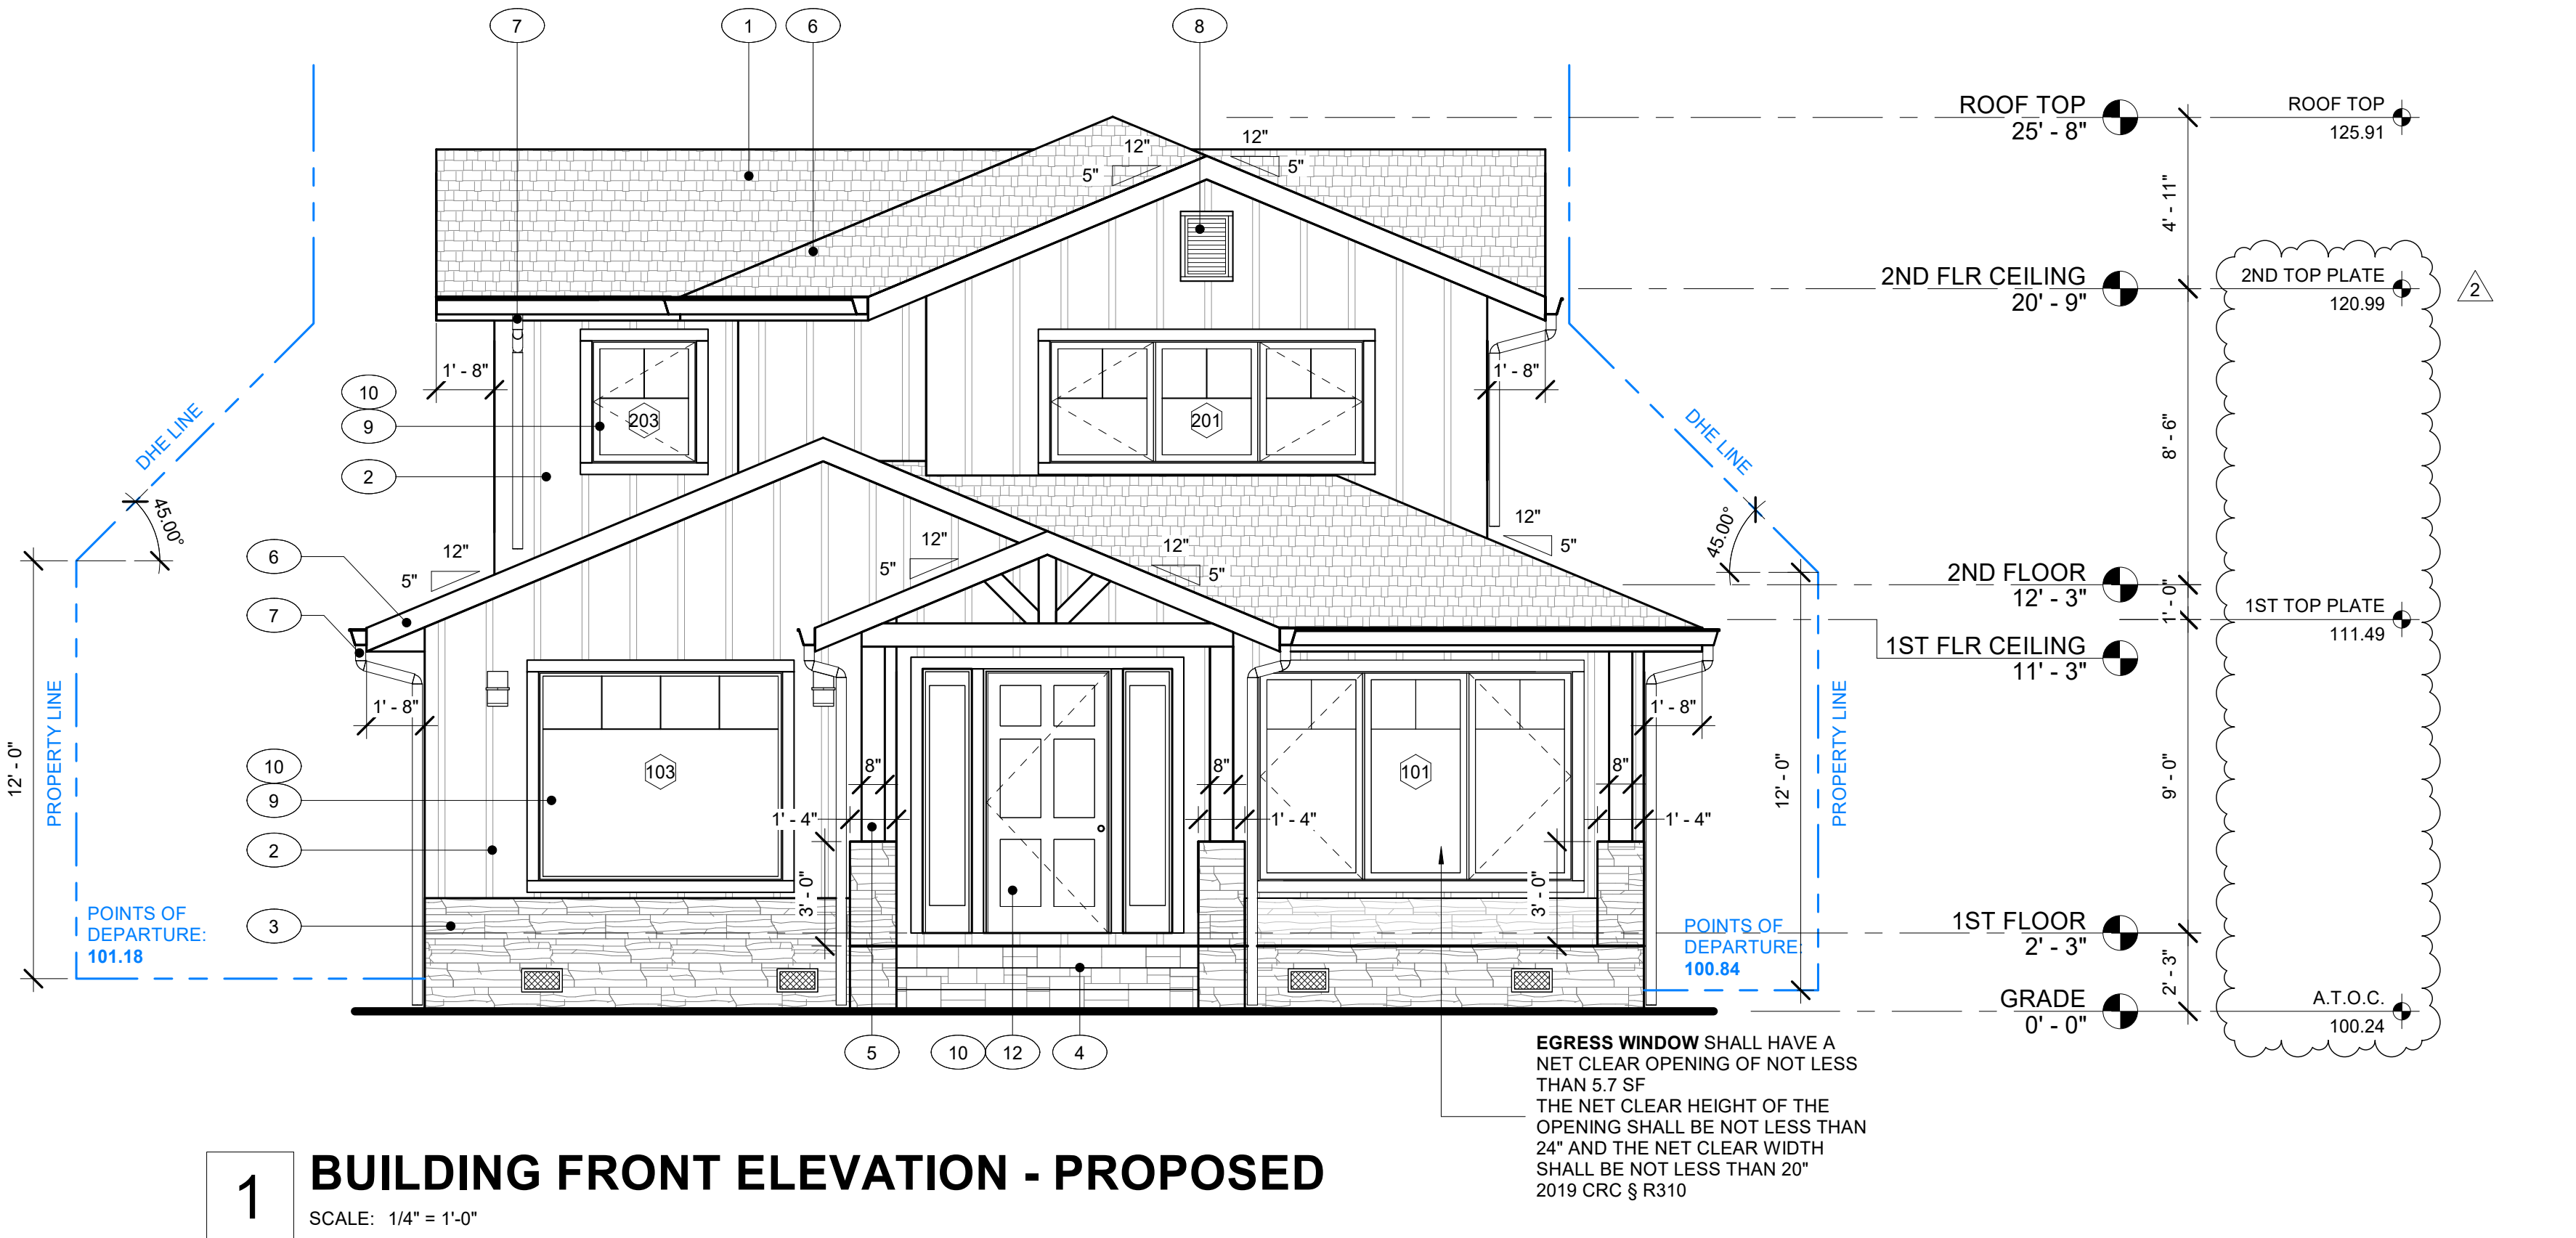 7
1
6
8
ROOF TOP
25' - 8"
ROOF TOP
125.91
12"
5"
12"
5"
4' - 11"
2ND FLR CEILING
20' - 9"
2ND TOP PLATE
120.99
2
1' - 8"
1' - 8"
10
9
203
201
2
DHE LINE
DHE LINE
8' - 6"
45.00°
45.00°
6
12"
5"
12"
5"
12"
5"
12"
5"
2ND FLOOR
12' - 3"
1' - 0"
1ST TOP PLATE
111.49
7
1ST FLR CEILING
11' - 3"
1' - 8"
1' - 8"
12' - 0"
PROPERTY LINE
10
9
103
101
8"
8"
8"
12' - 0"
PROPERTY LINE
9' - 0"
1' - 4"
1' - 4"
1' - 4"
2
3' - 0"
3' - 0"
3
POINTS OF
DEPARTURE:
101.18
POINTS OF
DEPARTURE:
100.84
1ST FLOOR
2' - 3"
2' - 3"
GRADE
0' - 0"
A.T.O.C.
100.24
5
10
12
4
EGRESS WINDOW SHALL HAVE A
NET CLEAR OPENING OF NOT LESS
THAN 5.7 SF
THE NET CLEAR HEIGHT OF THE
OPENING SHALL BE NOT LESS THAN
24" AND THE NET CLEAR WIDTH
SHALL BE NOT LESS THAN 20"
2019 CRC § R310
1
BUILDING FRONT ELEVATION - PROPOSED
SCALE: 1/4" = 1'-0"